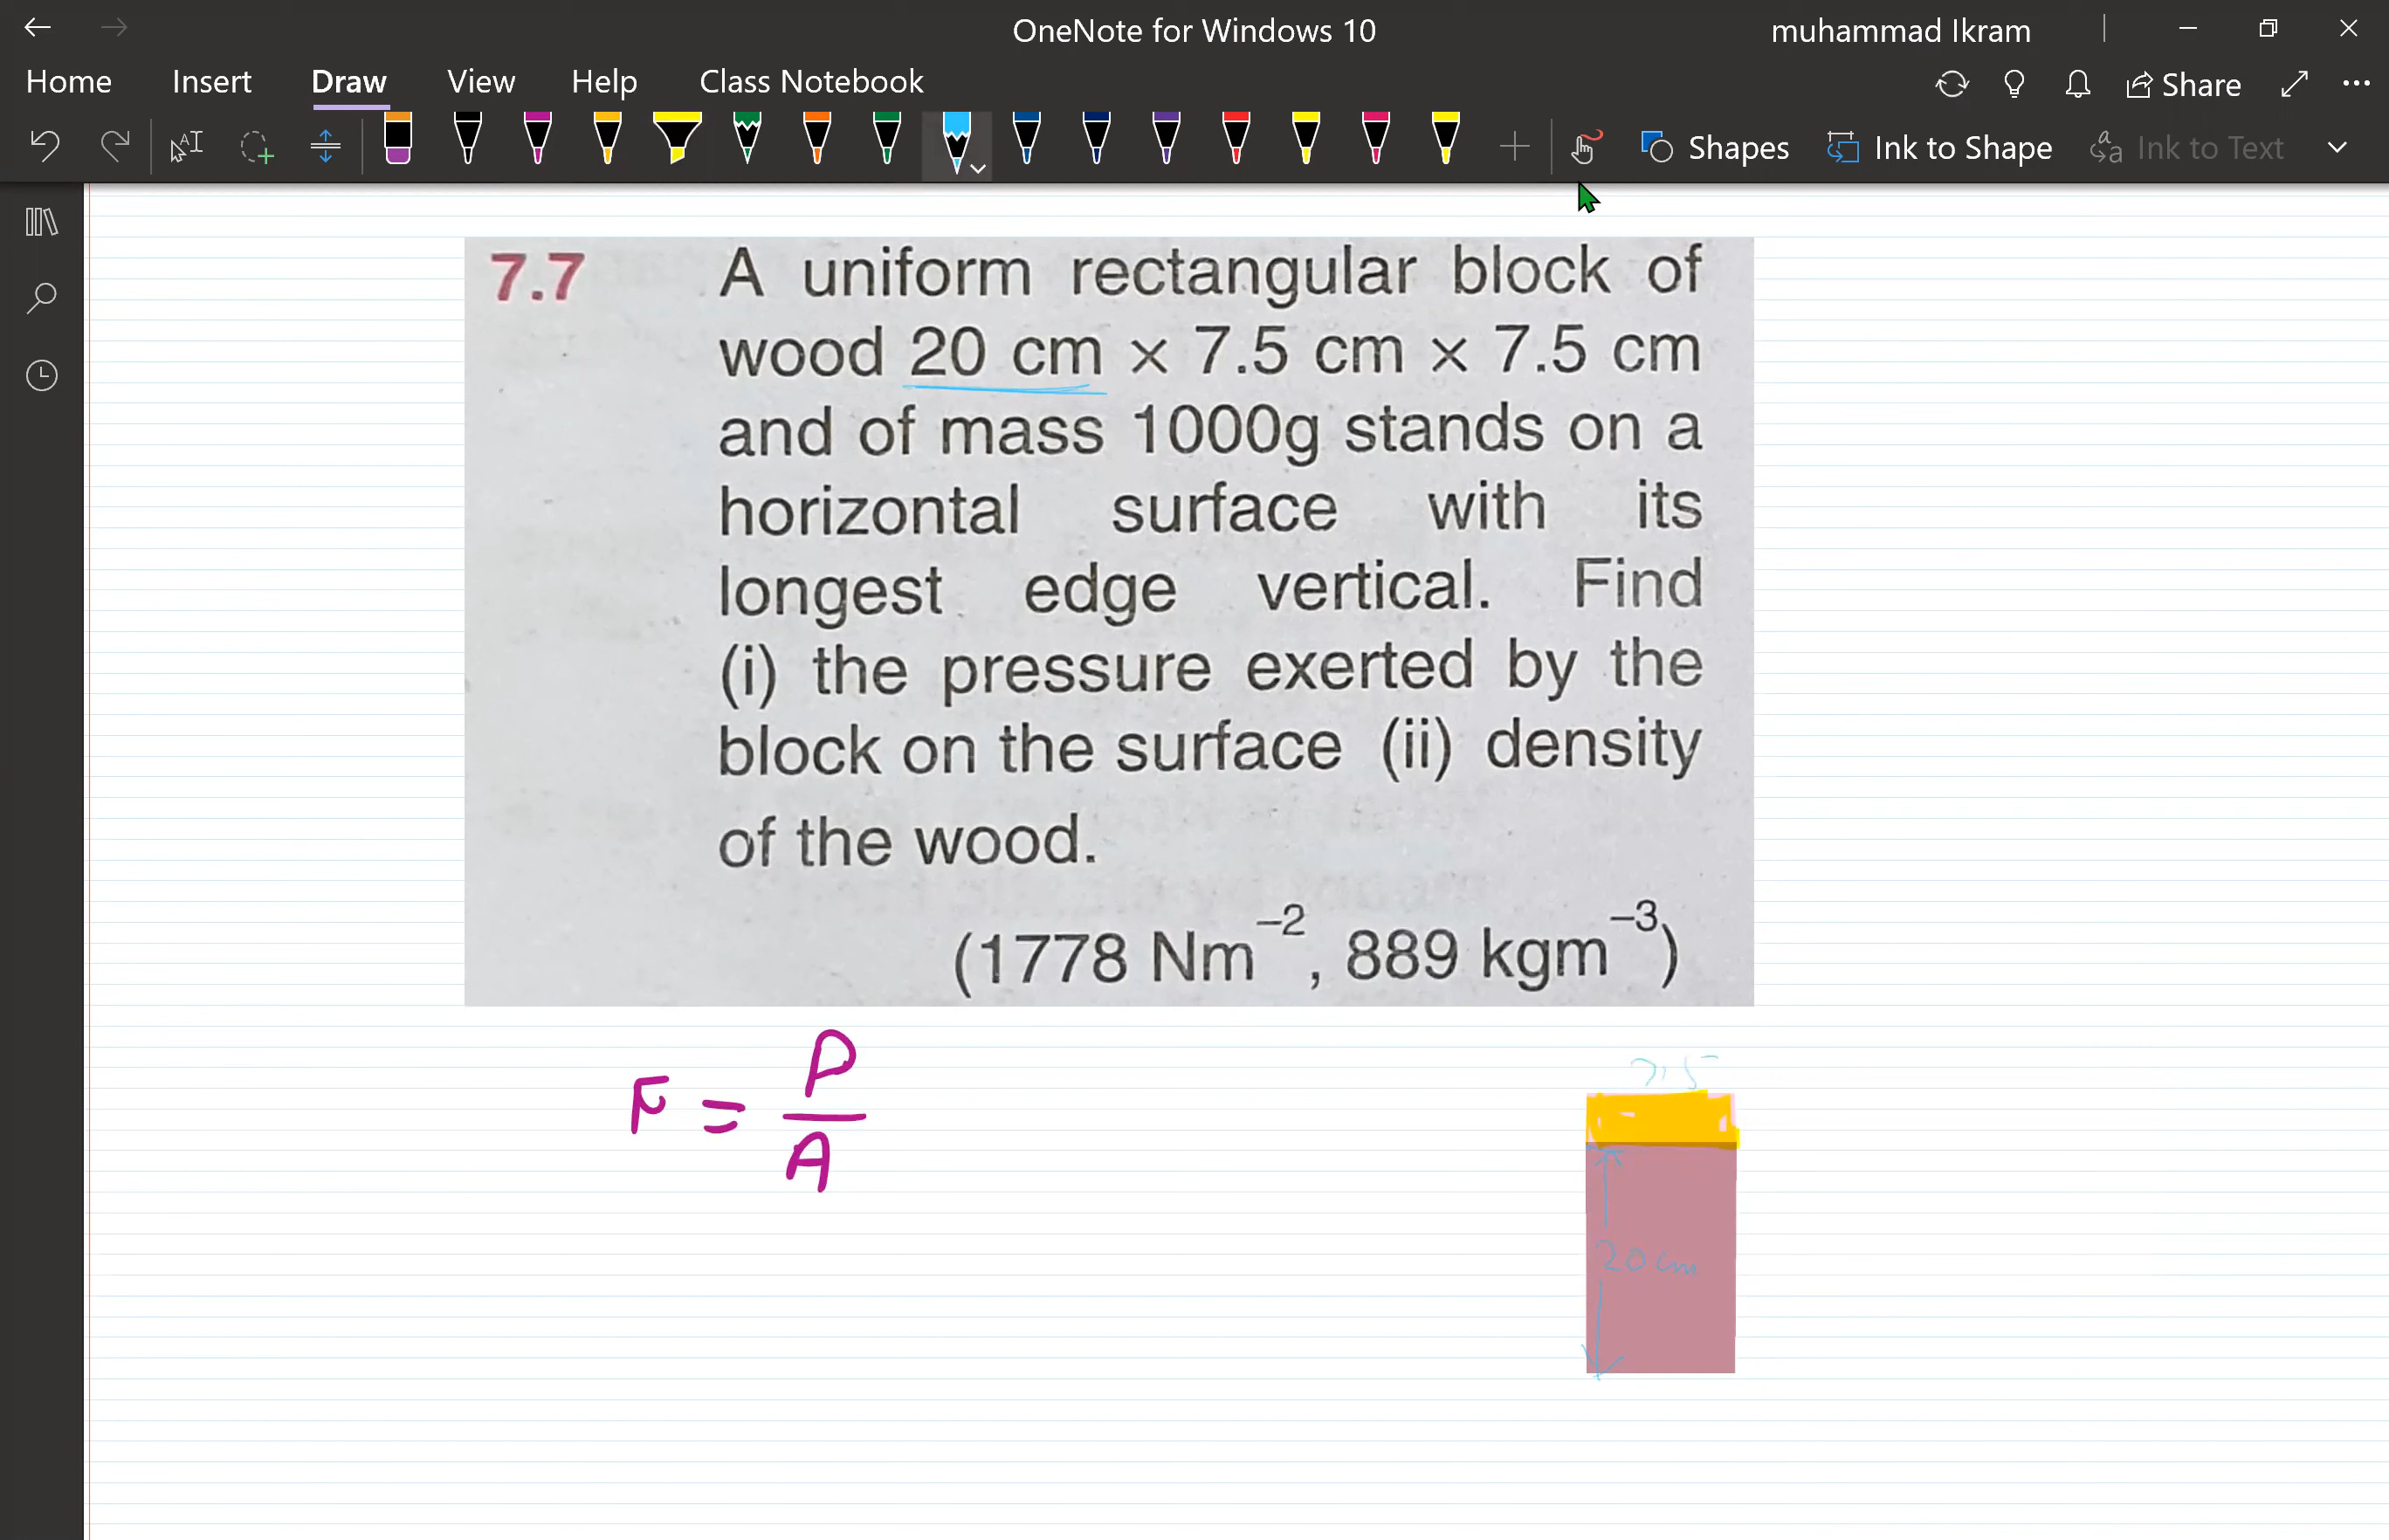 OneNote for Windows 10
muhammad Ikram
Home Insert Draw View Help Class Notebook
Share
Shapes Ink to Shape Ink to Text
7.7 A uniform rectangular block of
wood 20 cm × 7.5 cm × 7.5 cm
and of mass 1000g stands on a
horizontal surface with its
longest edge vertical. Find
(i) the pressure exerted by the
block on the surface (ii) density
of the wood.
(1778 Nm⁻², 889 kgm⁻³)
F = P
A
7.5
20 cm